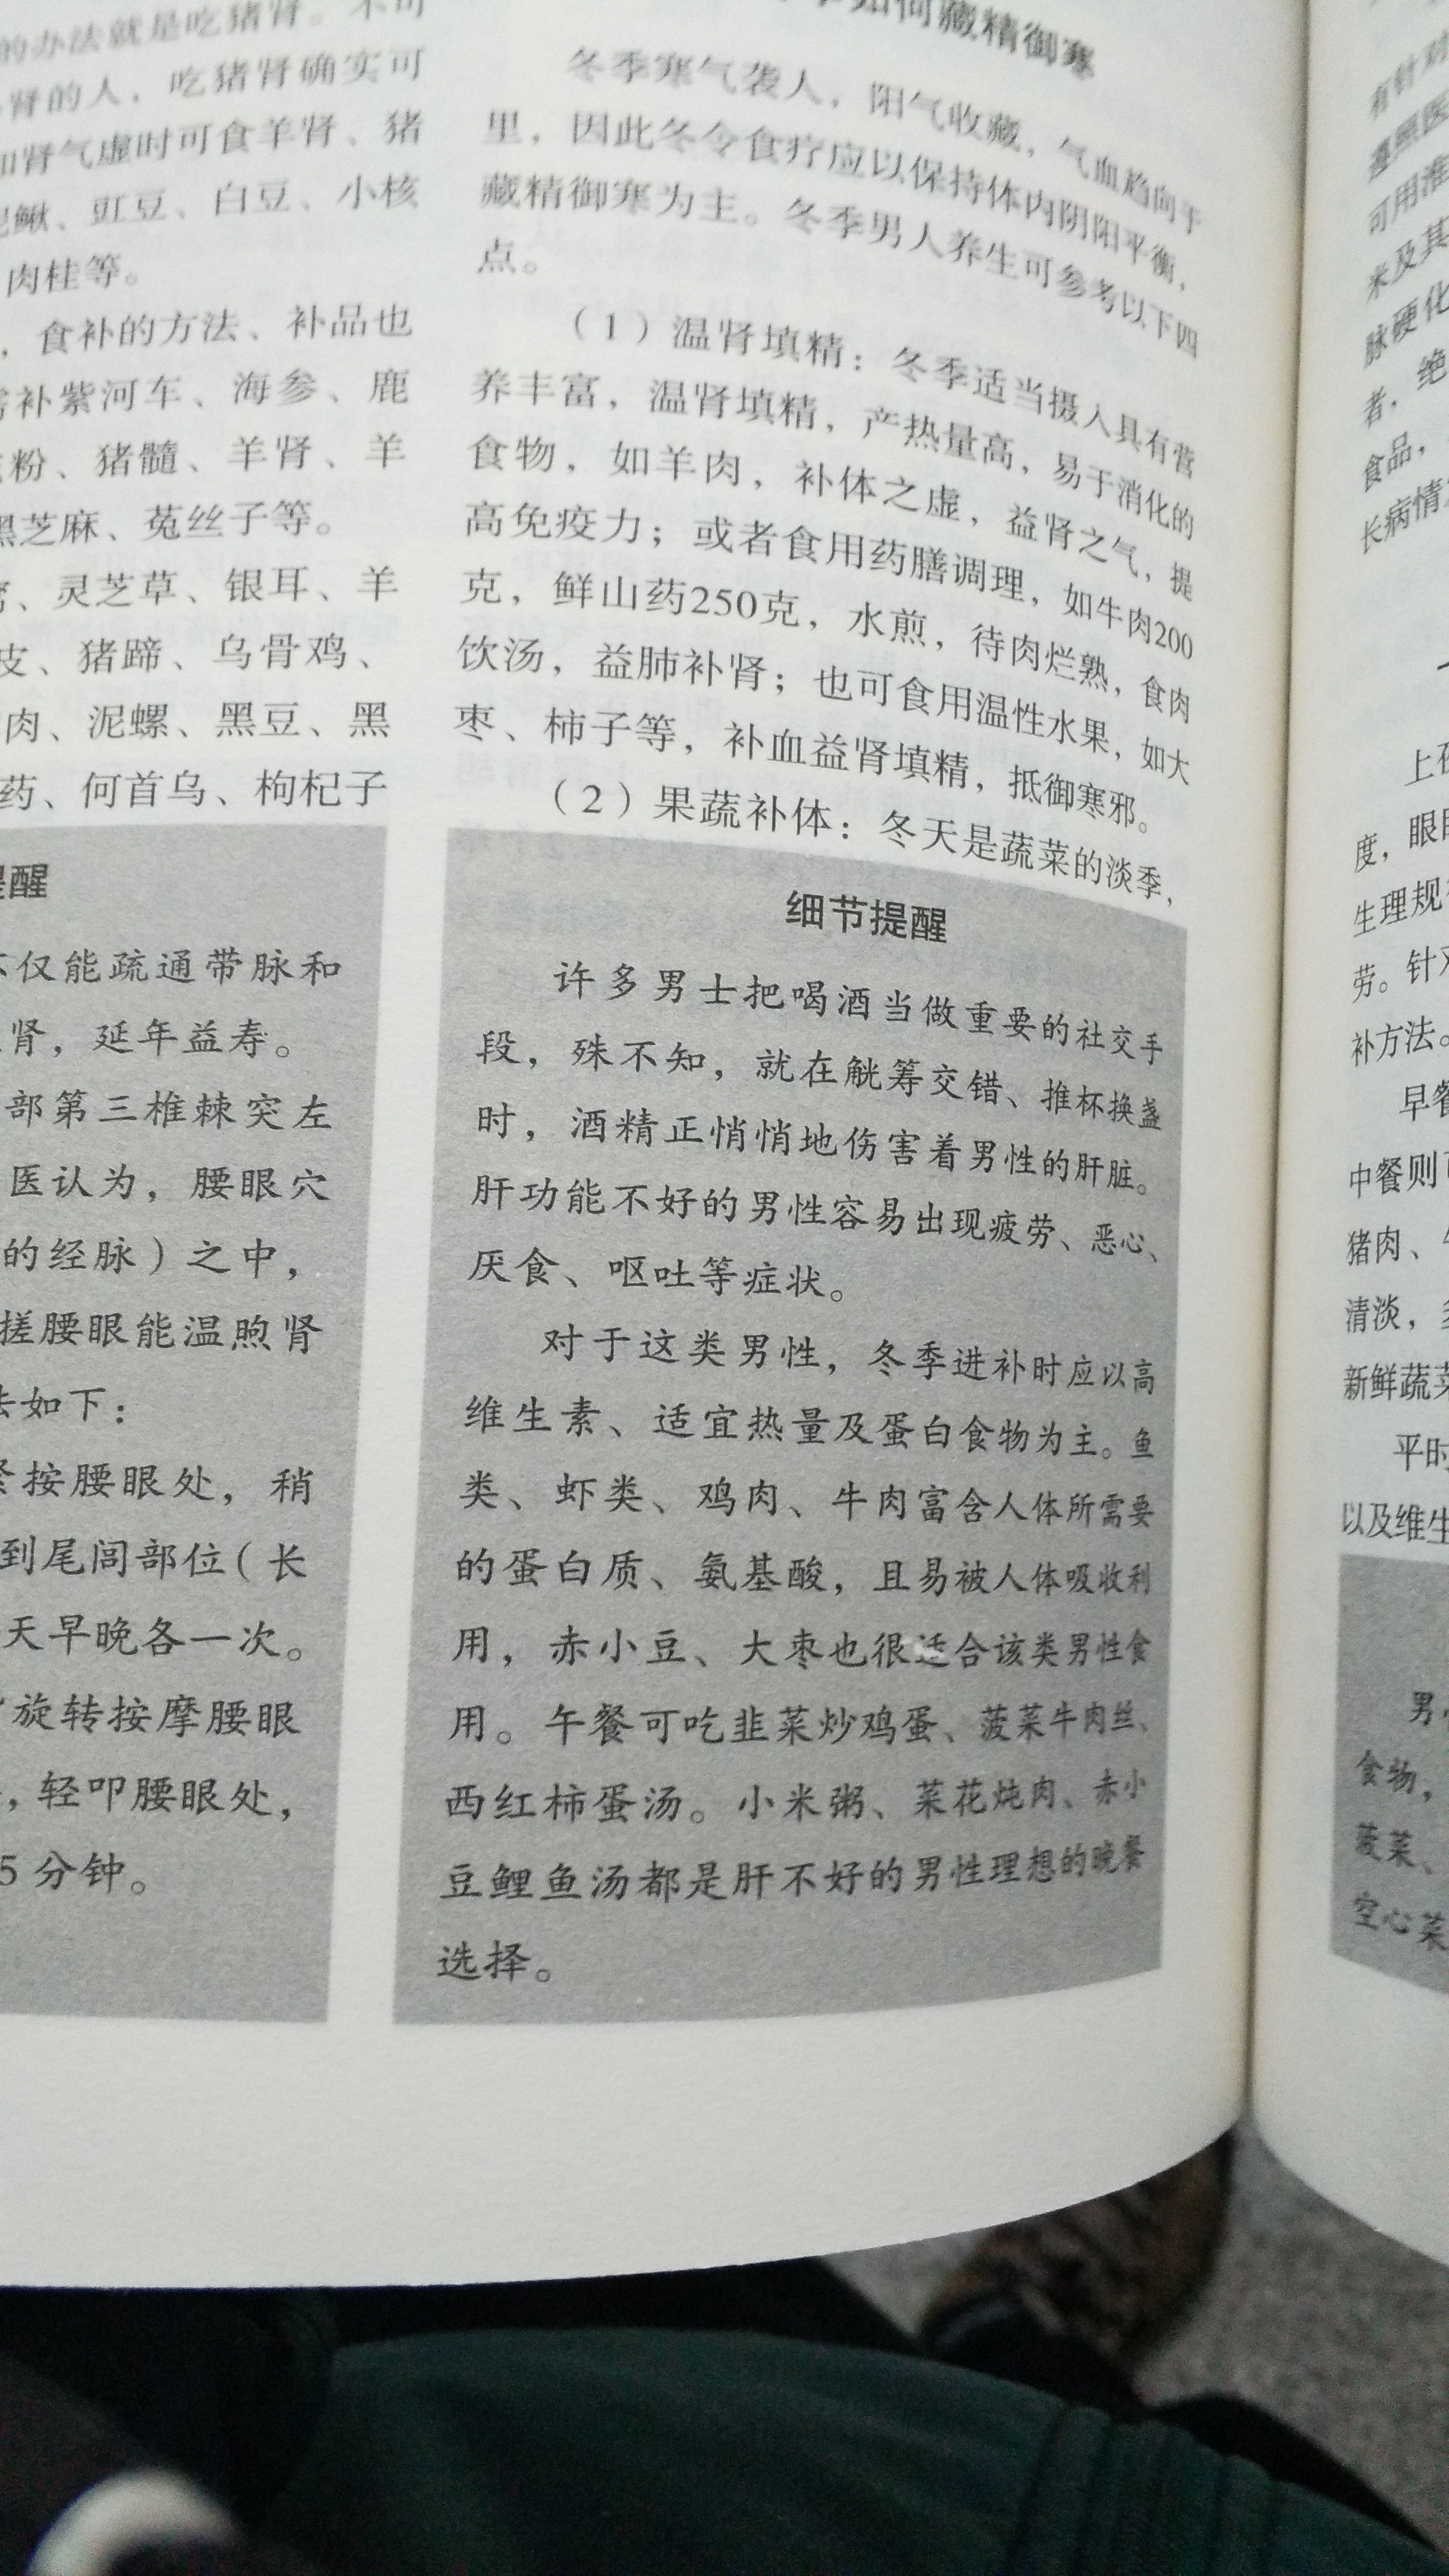 的办法就是吃猪肾。不可
肾的人，吃猪肾确实可
肾气虚时可食羊肾、猪
鳅、豇豆、白豆、小核
肉桂等。
，食补的方法、补品也
补紫河车、海参、鹿
粉、猪髓、羊肾、羊
黑芝麻、菟丝子等。
、灵芝草、银耳、羊
皮、猪蹄、乌骨鸡、
肉、泥螺、黑豆、黑
药、何首乌、枸杞子
提醒
不仅能疏通带脉和
肾，延年益寿。
部第三椎棘突左
医认为，腰眼穴
的经脉）之中，
搓腰眼能温煦肾
法如下：
紧按腰眼处，稍
到尾闾部位（长
天早晚各一次。
旋转按摩腰眼
，轻叩腰眼处，
5 分钟。
如何藏精御寒
冬季寒气袭人，阳气收藏，气血趋向于
里，因此冬令食疗应以保持体内阴阳平衡，
藏精御寒为主。冬季男人养生可参考以下四
点。
（1）温肾填精：冬季适当摄入具有营
养丰富，温肾填精，产热量高，易于消化的
食物，如羊肉，补体之虚，益肾之气，提
高免疫力；或者食用药膳调理，如牛肉200
克，鲜山药250克，水煎，待肉烂熟，食肉
饮汤，益肺补肾；也可食用温性水果，如大
枣、柿子等，补血益肾填精，抵御寒邪。
（2）果蔬补体：冬天是蔬菜的淡季，
细节提醒
许多男士把喝酒当做重要的社交手
段，殊不知，就在觥筹交错、推杯换盏
时，酒精正悄悄地伤害着男性的肝脏。
肝功能不好的男性容易出现疲劳、恶心、
厌食、呕吐等症状。
对于这类男性，冬季进补时应以高
维生素、适宜热量及蛋白食物为主。鱼
类、虾类、鸡肉、牛肉富含人体所需要
的蛋白质、氨基酸，且易被人体吸收利
用，赤小豆、大枣也很适合该类男性食
用。午餐可吃韭菜炒鸡蛋、菠菜牛肉丝、
西红柿蛋汤。小米粥、菜花炖肉、赤小
豆鲤鱼汤都是肝不好的男性理想的晚餐
选择。
有针对
遵照医
可用淮
米及其
脉硬化
者，绝
食品，
长病情
上夜
度，眼
生理规
劳。针对
补方法。
早餐
中餐则
猪肉、
清淡，
新鲜蔬菜
平时
以及维生
男
食物，
菠菜、
空心菜